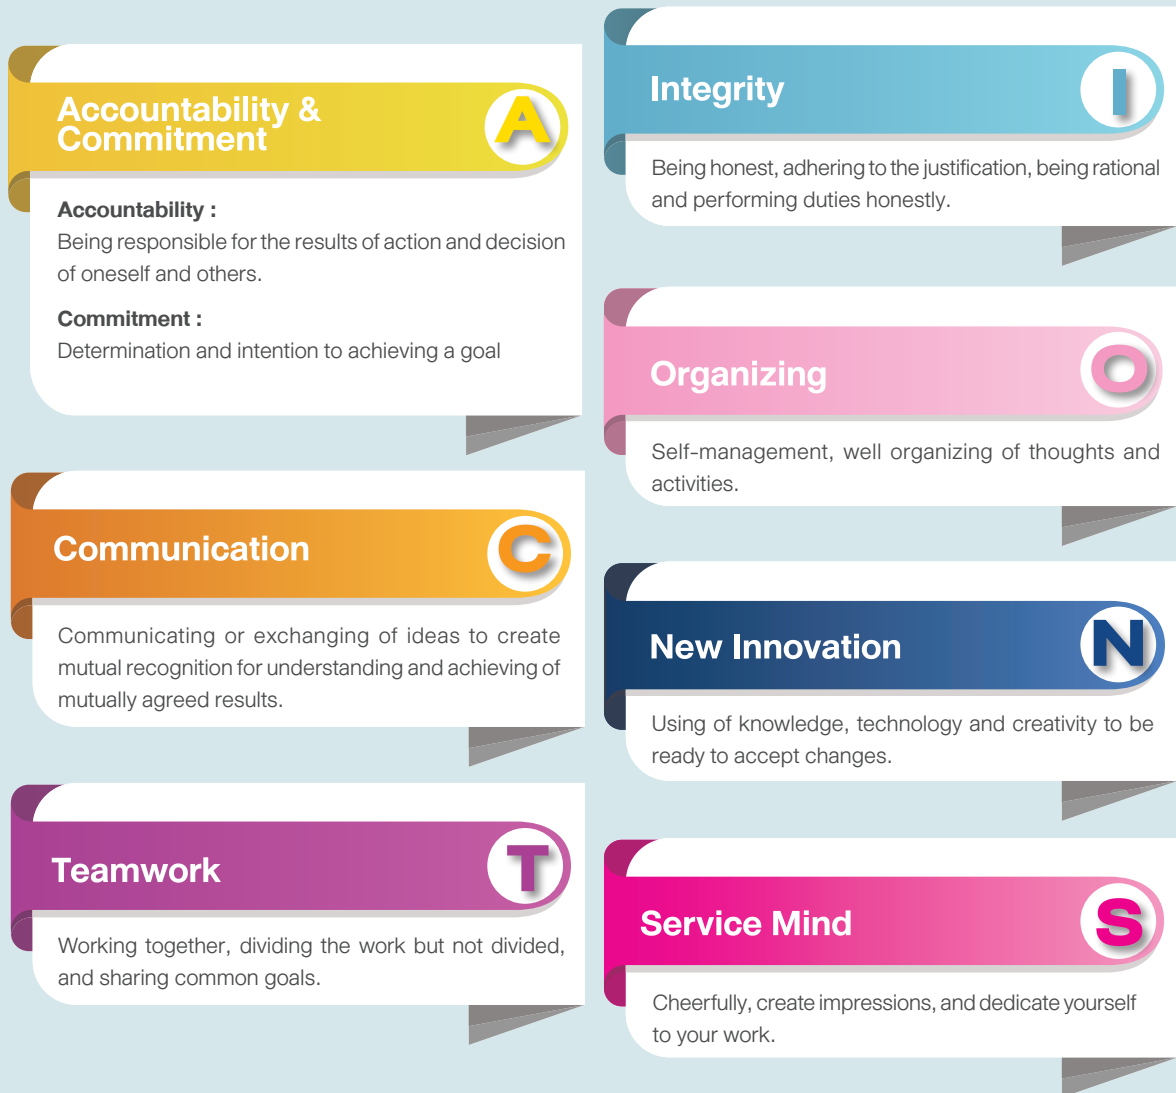 Accountability &
Commitment
A
Accountability :
Being responsible for the results of action and decision
of oneself and others.
Commitment :
Determination and intention to achieving a goal
Communication
C
Communicating or exchanging of ideas to create
mutual recognition for understanding and achieving of
mutually agreed results.
Teamwork
T
Working together, dividing the work but not divided,
and sharing common goals.
Integrity
I
Being honest, adhering to the justification, being rational
and performing duties honestly.
Organizing
O
Self-management, well organizing of thoughts and
activities.
New Innovation
N
Using of knowledge, technology and creativity to be
ready to accept changes.
Service Mind
S
Cheerfully, create impressions, and dedicate yourself
to your work.